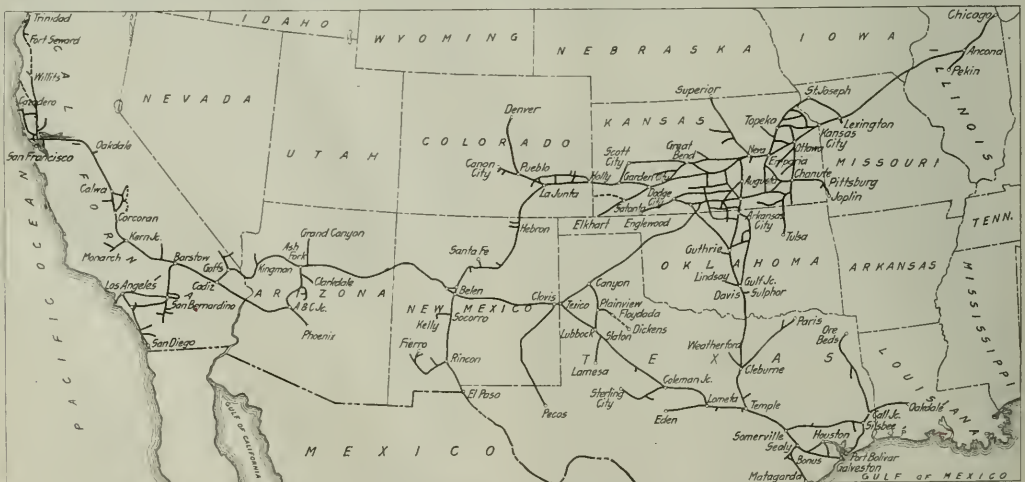 Trinidad
Fort Seward
Willits
Cazadero
San Francisco
Oakdale
Calwa
Corcoran
Kern Jc.
Monarch
Barstow
Los Angeles
San Bernardino
San Diego
Goffs
Cadiz
CALIFORNIA
PACIFIC OCEAN
IDAHO
NEVADA
UTAH
Kingman
Ash Fork
Grand Canyon
Clarkdale
A B C Jc.
Phoenix
ARIZONA
GULF OF CALIFORNIA
WYOMING
COLORADO
Denver
Canon City
Pueblo
La Junta
Holly
Hebron
Santa Fe
Belen
NEW MEXICO
Socorro
Kelly
Fierro
Rincon
El Paso
Clovis
Texico
Pecos
MEXICO
NEBRASKA
IOWA
KANSAS
Superior
Scott City
Garden City
Great Bend
Dodge City
Satanta
Elkhart
Englewood
Topeka
St. Joseph
Nera
Emporia
Ottawa
Kansas City
Lexington
Chanute
Augusta
Pittsburg
Joplin
Arkansas City
Tulsa
MISSOURI
ILLINOIS
Chicago
Ancona
Pekin
TENN.
OKLAHOMA
Guthrie
Lindsay
Gulf Jc.
Davis
Sulphor
ARKANSAS
MISSISSIPPI
Canyon
Plainview
Floydada
Dickens
Lubbock
Slaton
Lamesa
TEXAS
Weatherford
Paris
Ore Beds
Cleburne
Sterling City
Coleman Jc.
Eden
Lometa
Temple
LOUISIANA
Oakdale
Call Jc.
Silsbee
Somerville
Sealy
Houston
Bonus
Port Bolivar
Galveston
Matagarda
GULF OF MEXICO